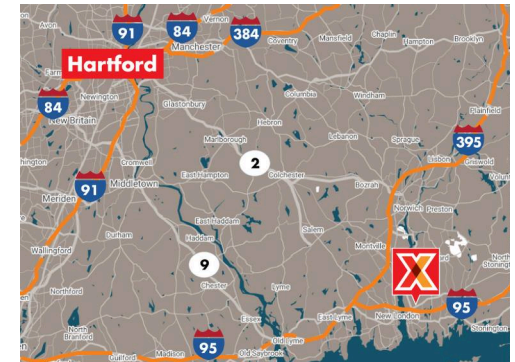 Avon
91
84
Vernon
384
Coventry
Mansfield
Chaplin
Hampton
Brooklyn
Manchester
Hartford
Farm
Newington
84
New Britain
Glastonbury
Columbia
Windham
Plainfield
Hebron
Marlborough
Lebanon
Sprague
395
Lisbon
Griswold
Volunt
hington
Cromwell
2
East Hampton
Colchester
Bozrah
91
Middletown
Meriden
Norwich
Preston
East Haddam
Salem
Durham
Haddam
Montville
North
Stonington
Wallingford
9
Chester
X
Northford
Lyme
95
New London
Essex
East Lyme
North
Branford
Stonington
Old Lyme
95
Guilford
Madison
Old Saybrook